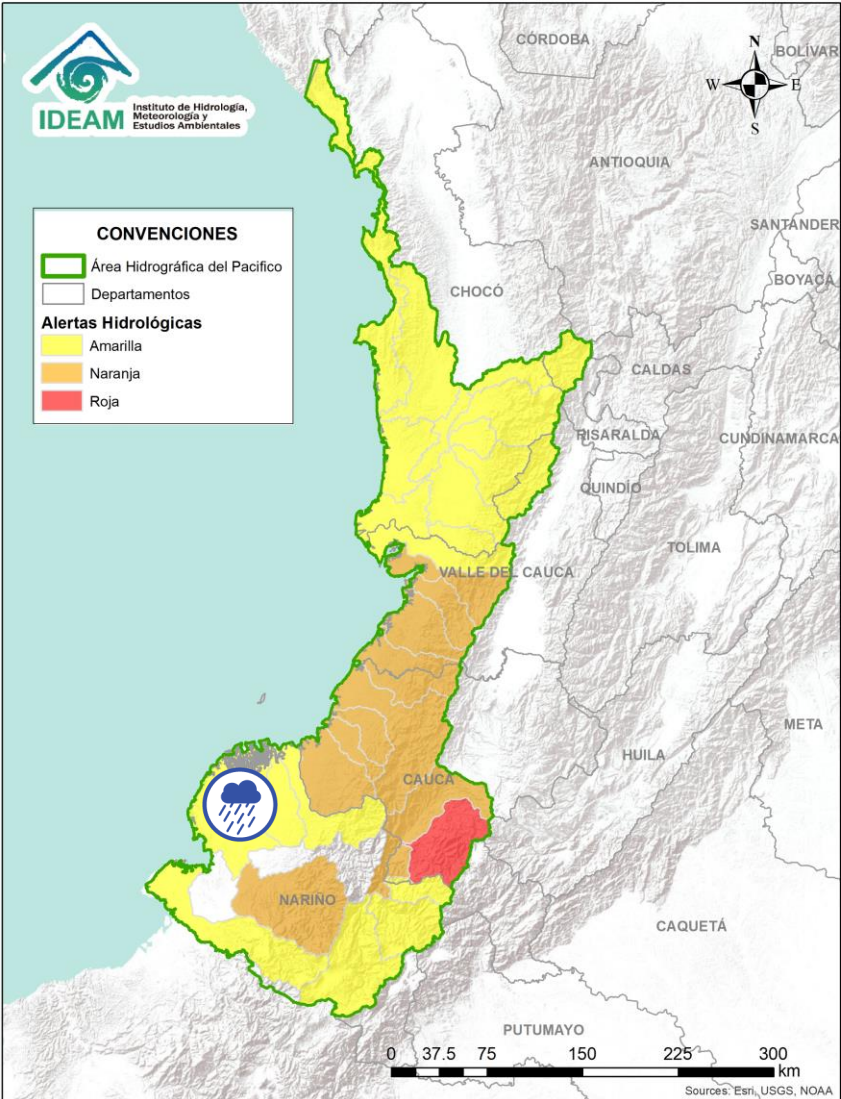 IDEAM
Instituto de Hidrología,
Meteorología y
Estudios Ambientales
N
W
E
S
CÓRDOBA
BOLÍVAR
ANTIOQUIA
SANTANDER
BOYACÁ
CHOCÓ
CALDAS
RISARALDA
CUNDINAMARCA
QUINDÍO
TOLIMA
VALLE DEL CAUCA
META
HUILA
CAUCA
NARIÑO
CAQUETÁ
PUTUMAYO
CONVENCIONES
Área Hidrográfica del Pacifico
Departamentos
Alertas Hidrológicas
Amarilla
Naranja
Roja
0 37.5 75 150 225 300
km
Sources: Esri, USGS, NOAA